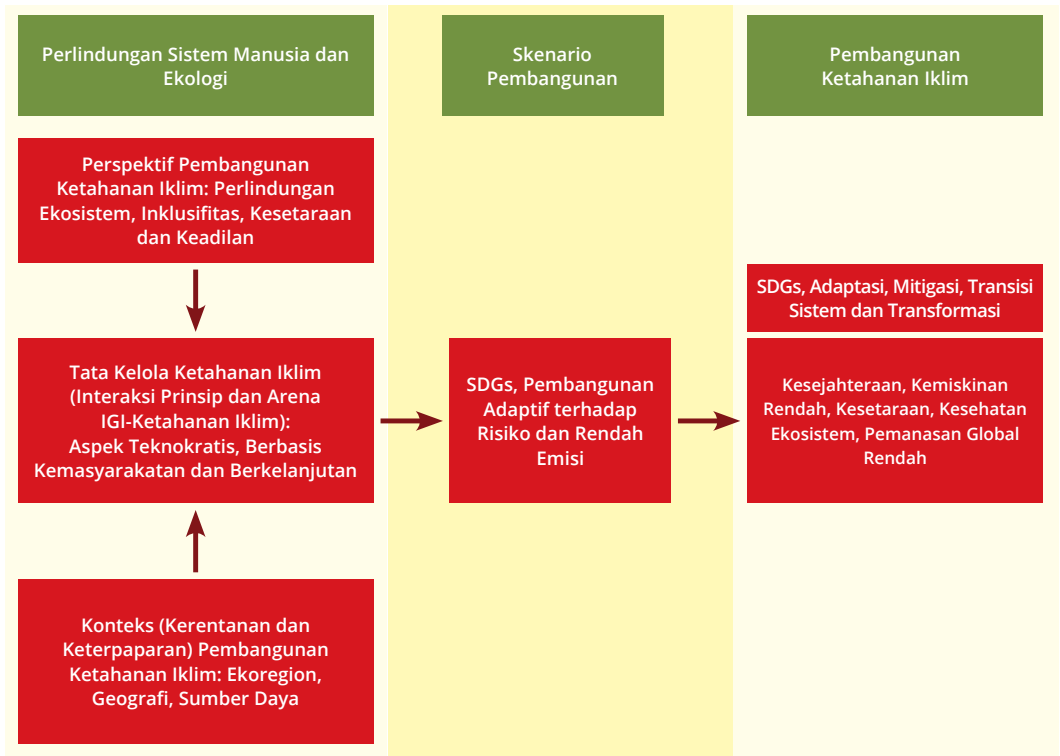 Perlindungan Sistem Manusia dan
Ekologi
Skenario
Pembangunan
Pembangunan
Ketahanan Iklim
Perspektif Pembangunan
Ketahanan Iklim: Perlindungan
Ekosistem, Inklusifitas, Kesetaraan
dan Keadilan
Tata Kelola Ketahanan Iklim
(Interaksi Prinsip dan Arena
IGI-Ketahanan Iklim):
Aspek Teknokratis, Berbasis
Kemasyarakatan dan Berkelanjutan
Konteks (Kerentanan dan
Keterpaparan) Pembangunan
Ketahanan Iklim: Ekoregion,
Geografi, Sumber Daya
SDGs, Pembangunan
Adaptif terhadap
Risiko dan Rendah
Emisi
SDGs, Adaptasi, Mitigasi, Transisi
Sistem dan Transformasi
Kesejahteraan, Kemiskinan
Rendah, Kesetaraan, Kesehatan
Ekosistem, Pemanasan Global
Rendah